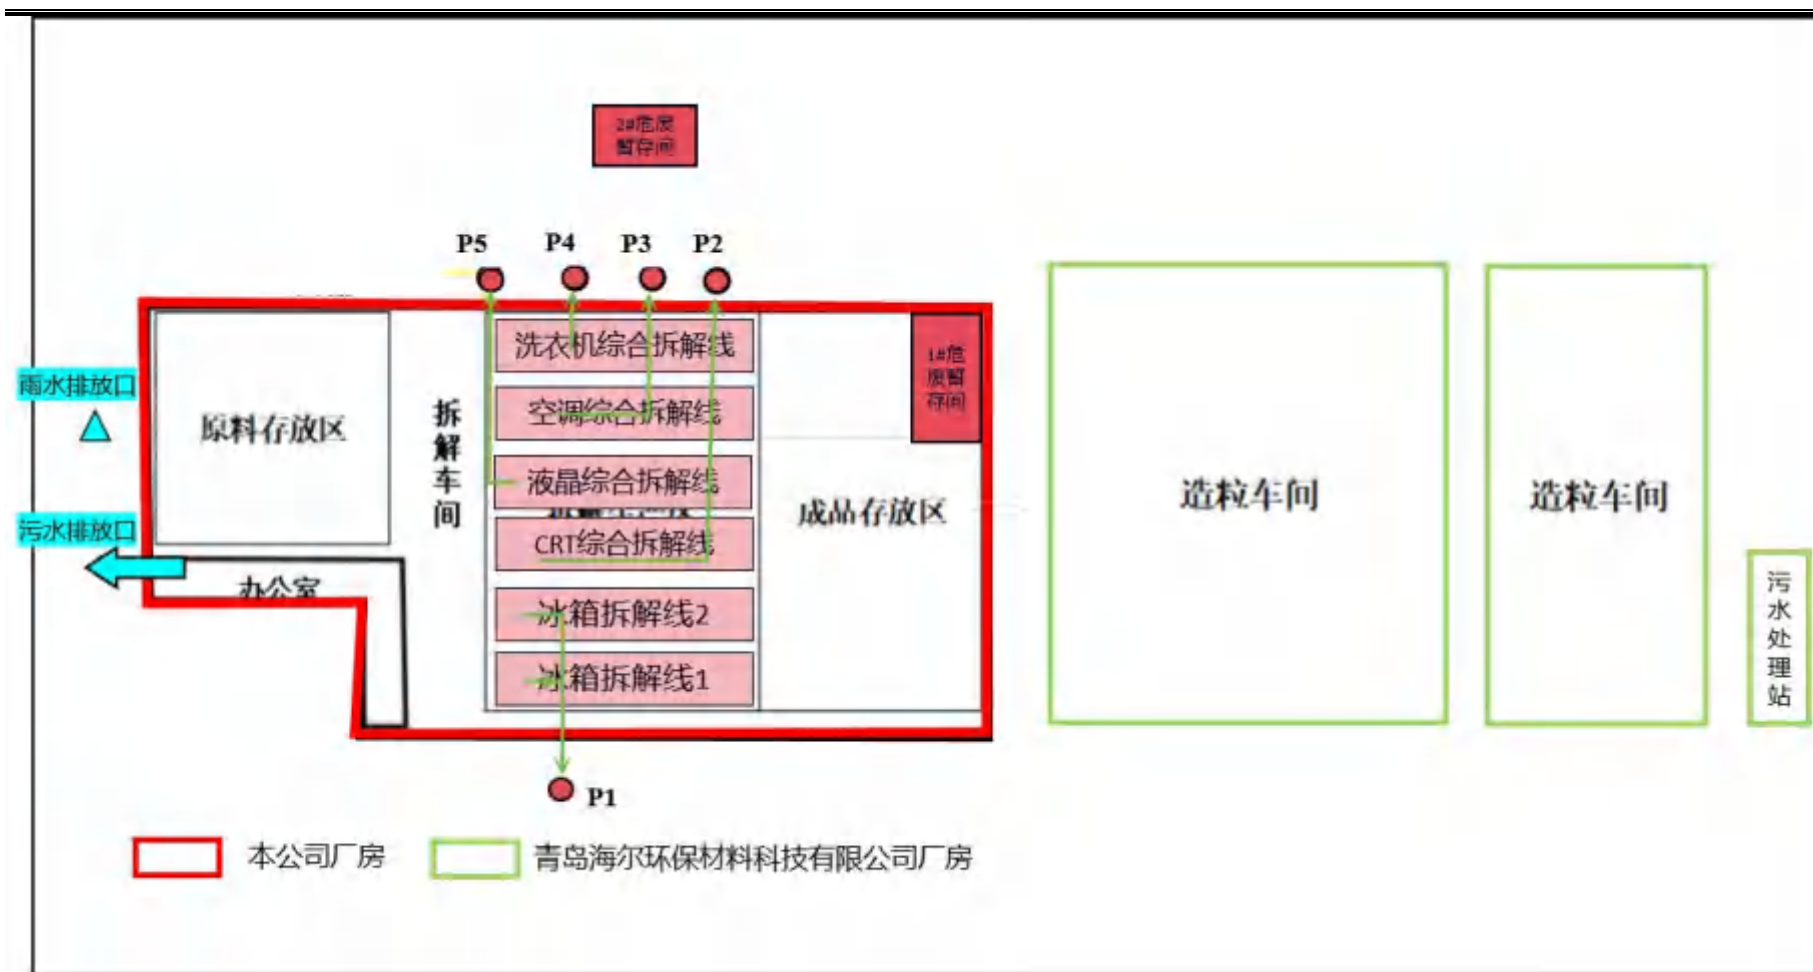 2#危废
暂存间
P5
P4
P3
P2
洗衣机综合拆解线
1#危
废暂
存间
雨水排放口
空调综合拆解线
原料存放区
拆解车间
液晶综合拆解线
成品存放区
造粒车间
造粒车间
污水排放口
CRT综合拆解线
办公室
冰箱拆解线2
污水处理站
冰箱拆解线1
P1
本公司厂房
青岛海尔环保材料科技有限公司厂房